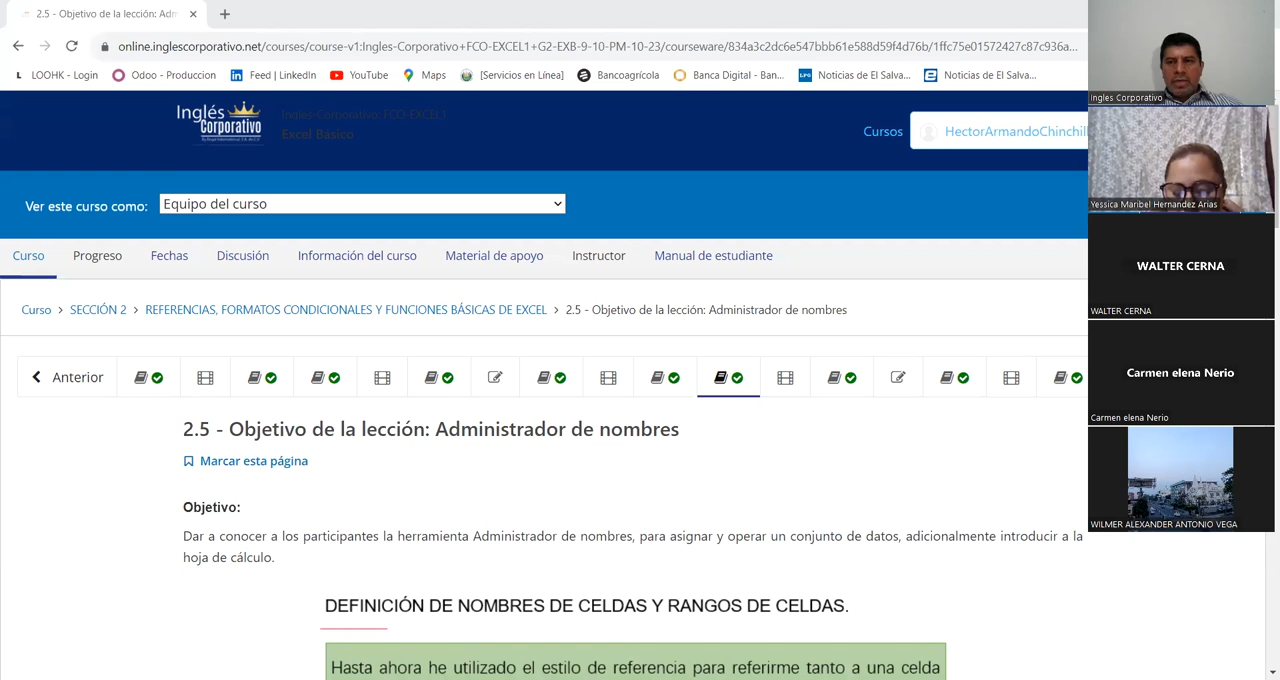 2.5 - Objetivo de la lección: Adm
online.inglescorporativo.net/courses/course-v1:Ingles-Corporativo+FCO-EXCEL1+G2-EXB-9-10-PM-10-23/courseware/834a3c2dc6e547bbb61e588d59f4d76b/1ffc75e01572427c87c936a...
LOOHK - Login
Odoo - Produccion
Feed | LinkedIn
YouTube
Maps
[Servicios en Línea]
Bancoagrícola
Banca Digital - Ban...
Noticias de El Salva...
Noticias de El Salva...
Inglés Corporativo
Ingles-Corporativo: FCO-EXCEL1
Excel Básico
Cursos
HectorArmandoChinchil
Ver este curso como:
Equipo del curso
Curso
Progreso
Fechas
Discusión
Información del curso
Material de apoyo
Instructor
Manual de estudiante
Curso > SECCIÓN 2 > REFERENCIAS, FORMATOS CONDICIONALES Y FUNCIONES BÁSICAS DE EXCEL > 2.5 - Objetivo de la lección: Administrador de nombres
Anterior
2.5 - Objetivo de la lección: Administrador de nombres
Marcar esta página
Objetivo:
Dar a conocer a los participantes la herramienta Administrador de nombres, para asignar y operar un conjunto de datos, adicionalmente introducir a la
hoja de cálculo.
DEFINICIÓN DE NOMBRES DE CELDAS Y RANGOS DE CELDAS.
Hasta ahora he utilizado el estilo de referencia para referirme tanto a una celda
Ingles Corporativo
Yessica Maribel Hernandez Arias
WALTER CERNA
WALTER CERNA
Carmen elena Nerio
Carmen elena Nerio
WILMER ALEXANDER ANTONIO VEGA